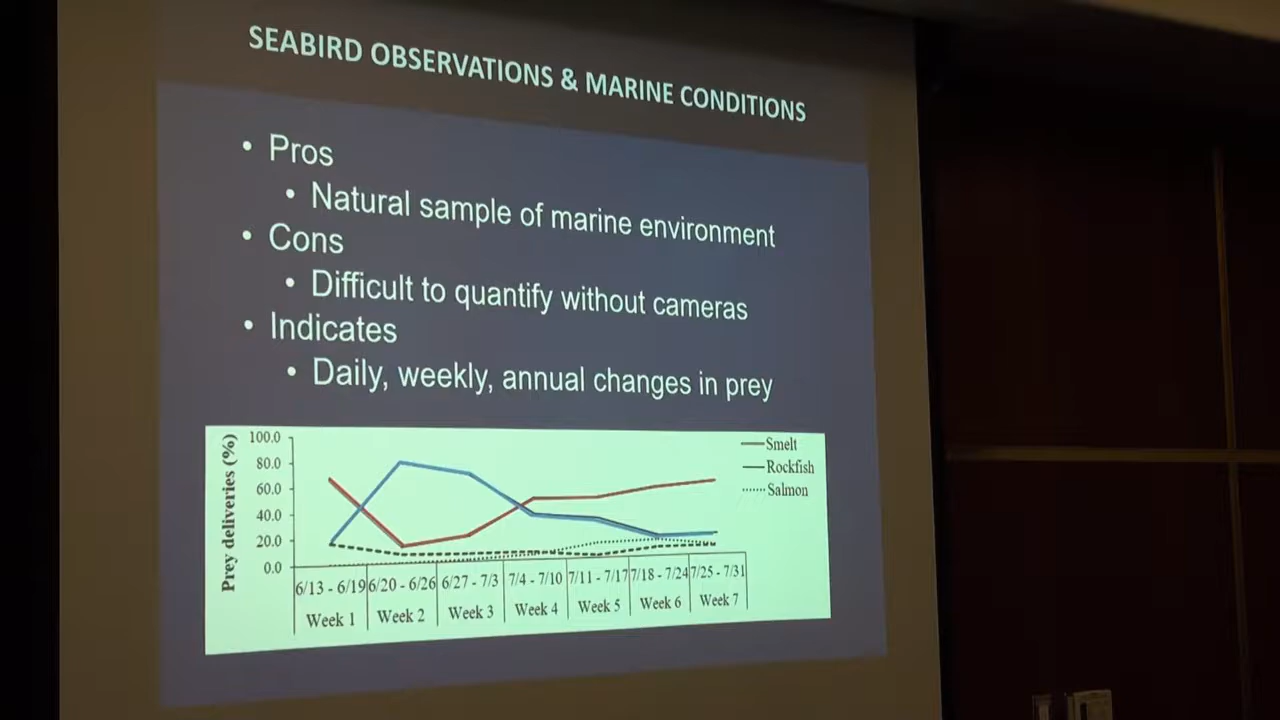 SEABIRD OBSERVATIONS & MARINE CONDITIONS
• Pros
• Natural sample of marine environment
• Cons
• Difficult to quantify without cameras
• Indicates
• Daily, weekly, annual changes in prey
Prey deliveries (%)
100.0
80.0
60.0
40.0
20.0
0.0
Smelt
Rockfish
Salmon
6/13 - 6/19 6/20 - 6/26 6/27 - 7/3 7/4 - 7/10 7/11 - 7/17 7/18 - 7/24 7/25 - 7/31
Week 1 Week 2 Week 3 Week 4 Week 5 Week 6 Week 7